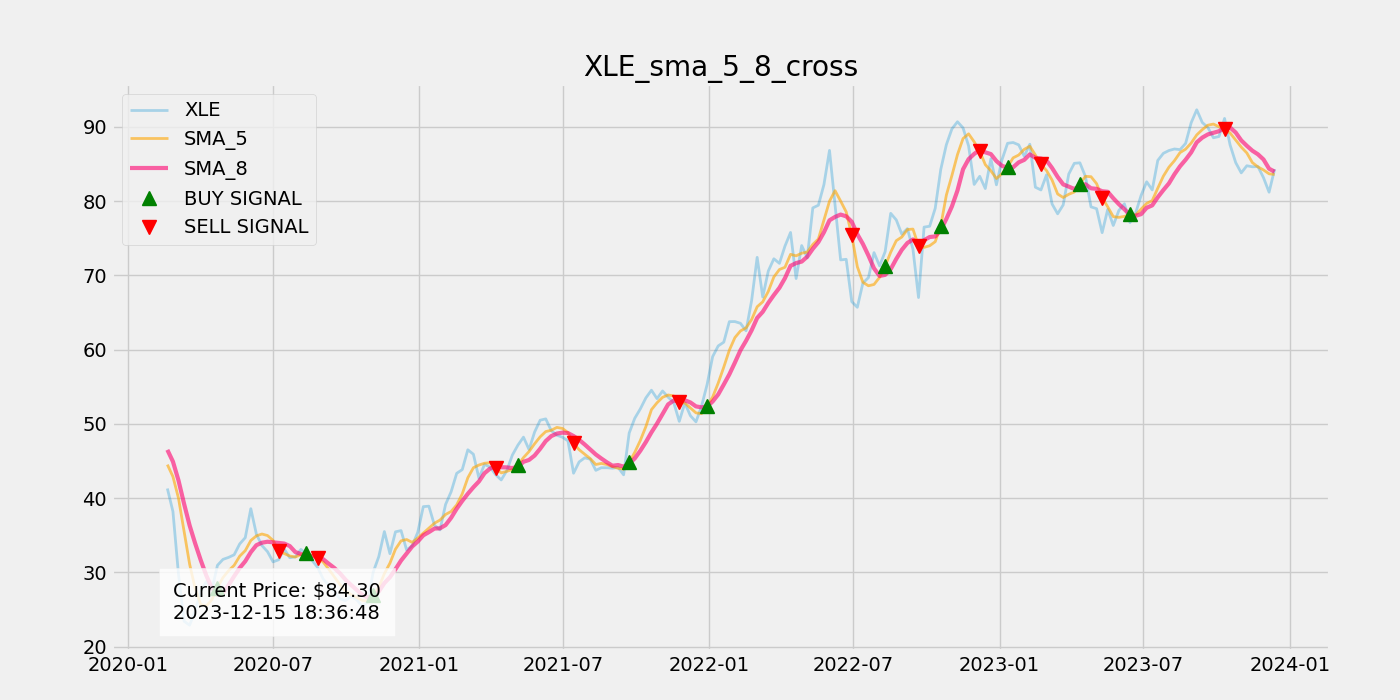 XLE_sma_5_8_cross
XLE
SMA_5
SMA_8
BUY SIGNAL
SELL SIGNAL
90
80
70
60
50
40
30
20
Current Price: $84.30
2023-12-15 18:36:48
2020-01 2020-07 2021-01 2021-07 2022-01 2022-07 2023-01 2023-07 2024-01